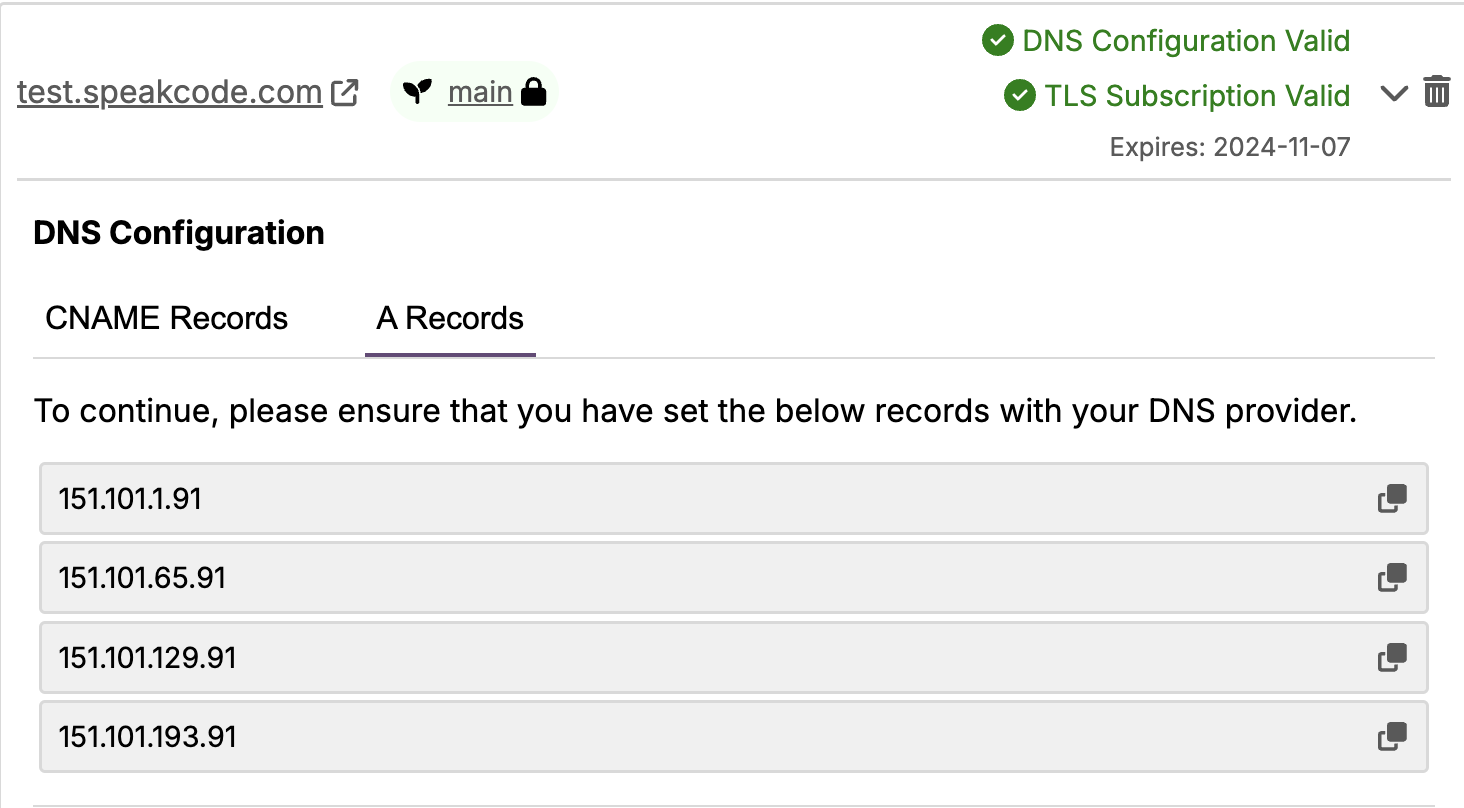 DNS Configuration Valid
test.speakcode.com
main
TLS Subscription Valid
Expires: 2024-11-07
DNS Configuration
CNAME Records
A Records
To continue, please ensure that you have set the below records with your DNS provider.
151.101.1.91
151.101.65.91
151.101.129.91
151.101.193.91